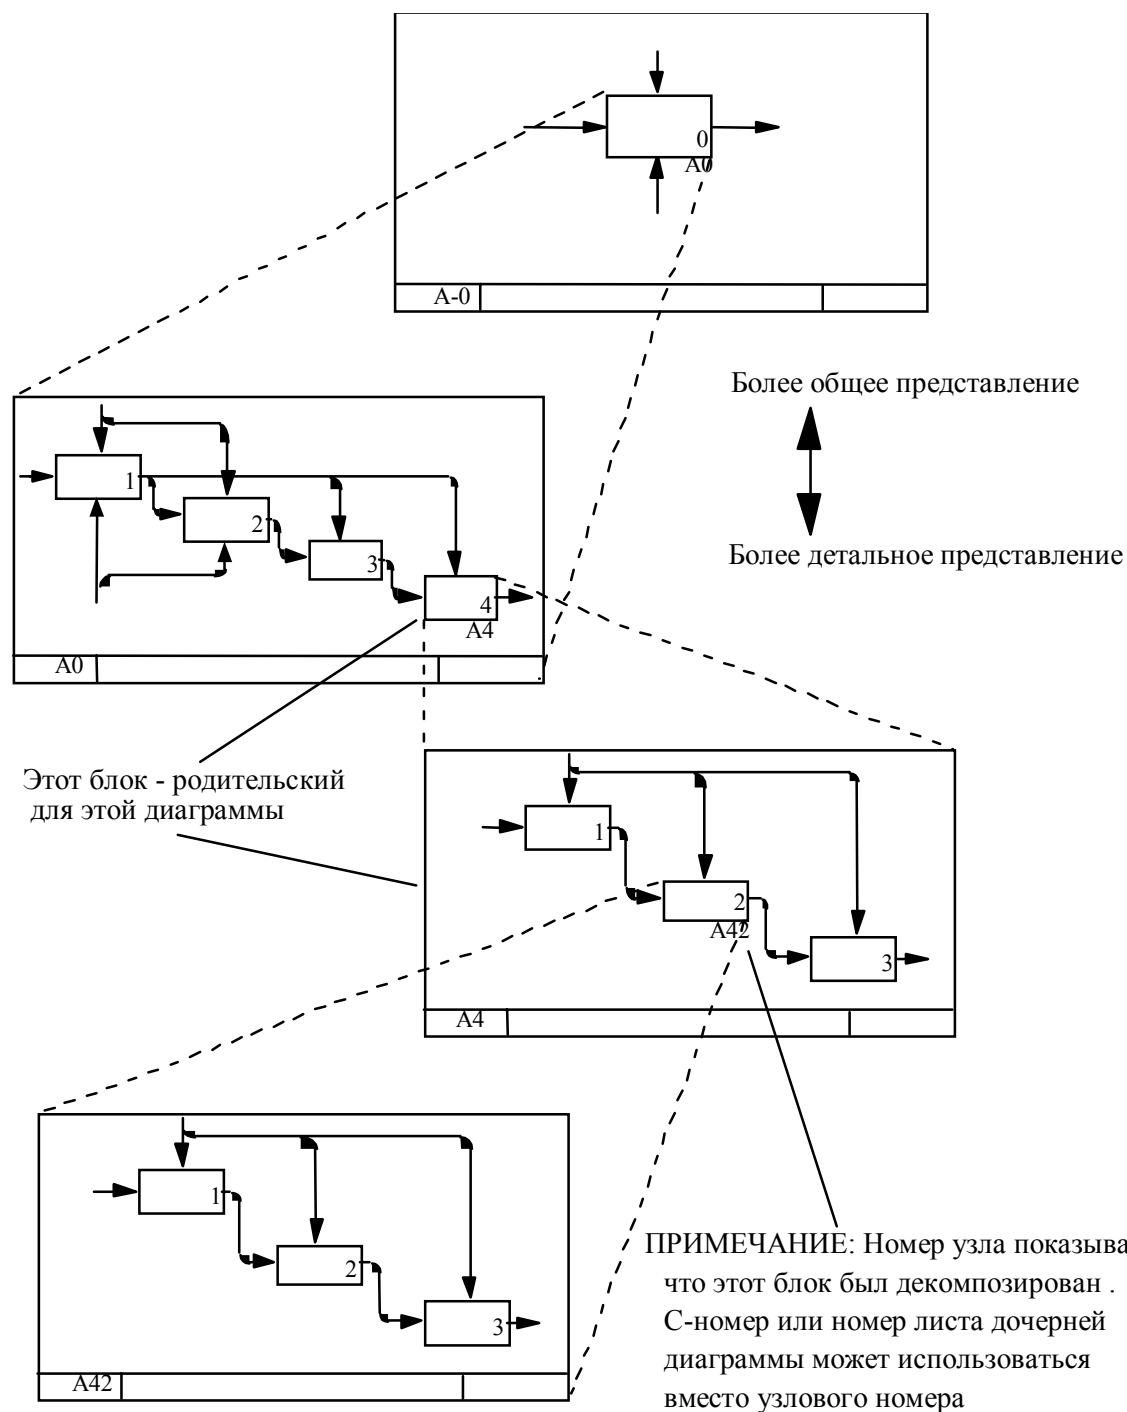 0
A0
A-0
Более общее представление
Более детальное представление
1
2
3
4
A4
A0
Этот блок - родительский
для этой диаграммы
1
2
A42
3
A4
1
2
3
A42
ПРИМЕЧАНИЕ: Номер узла показыва
что этот блок был декомпозирован .
С-номер или номер листа дочерней
диаграммы может использоваться
вместо узлового номера